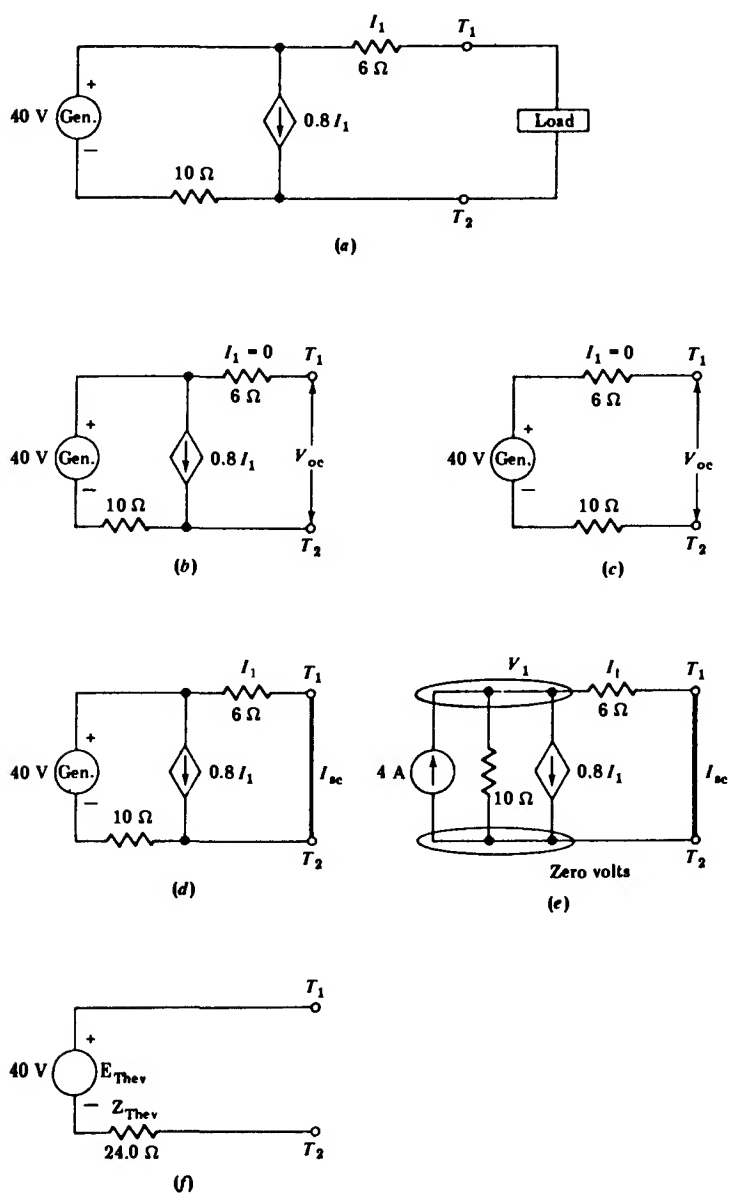 I1
6 Ω
T1
+
40 V
Gen.
0.8 I1
Load
−
10 Ω
T2
(a)
I1 = 0
T1
6 Ω
+
40 V
Gen.
0.8 I1
Voc
−
10 Ω
T2
(b)
I1 = 0
T1
6 Ω
+
40 V
Gen.
Voc
−
10 Ω
T2
(c)
I1
T1
6 Ω
+
40 V
Gen.
0.8 I1
Isc
−
10 Ω
T2
(d)
V1
I1
T1
6 Ω
4 A
10 Ω
0.8 I1
Isc
T2
Zero volts
(e)
T1
+
40 V
EThev
−
ZThev
24.0 Ω
T2
(f)